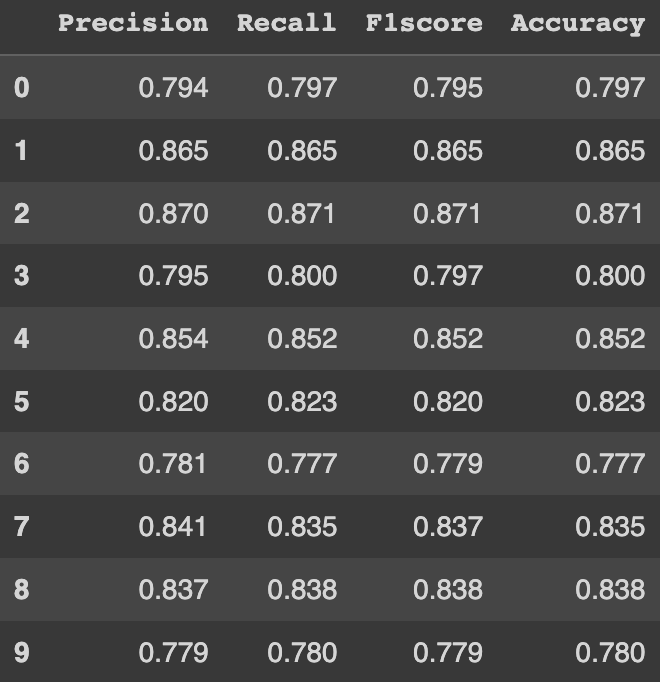 Precision Recall F1score Accuracy
0 0.794 0.797 0.795 0.797
1 0.865 0.865 0.865 0.865
2 0.870 0.871 0.871 0.871
3 0.795 0.800 0.797 0.800
4 0.854 0.852 0.852 0.852
5 0.820 0.823 0.820 0.823
6 0.781 0.777 0.779 0.777
7 0.841 0.835 0.837 0.835
8 0.837 0.838 0.838 0.838
9 0.779 0.780 0.779 0.780